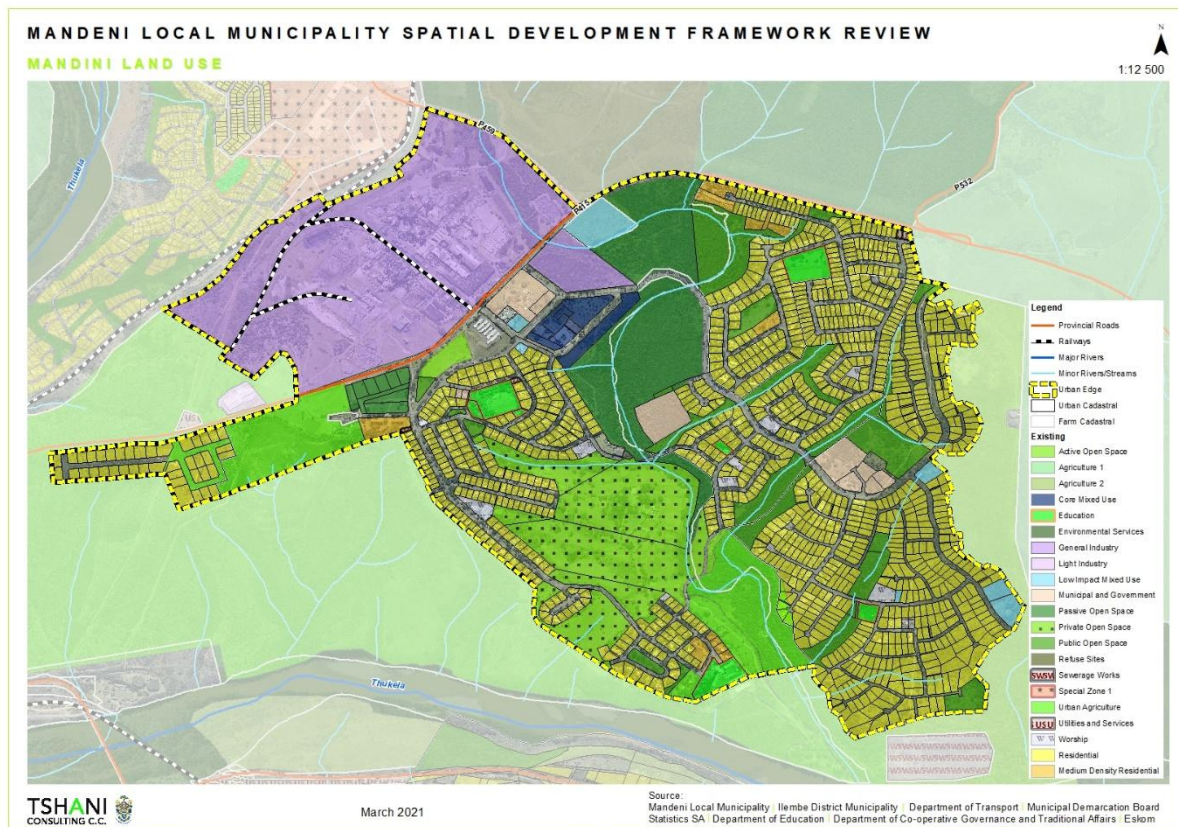 MANDENI LOCAL MUNICIPALITY SPATIAL DEVELOPMENT FRAMEWORK REVIEW
MANDINI LAND USE
N
1:12 500
P459
P415
P532
Thukela
Thukela
Legend
Provincial Roads
Railways
Major Rivers
Minor Rivers/Streams
Urban Edge
Urban Cadastral
Farm Cadastral
Existing
Active Open Space
Agriculture 1
Agriculture 2
Core Mixed Use
Education
Environmental Services
General Industry
Light Industry
Low Impact Mixed Use
Municipal and Government
Passive Open Space
Private Open Space
Public Open Space
Refuse Sites
Sewerage Works
Special Zone 1
Urban Agriculture
Utilities and Services
Worship
Residential
Medium Density Residential
TSHANI
CONSULTING C.C.
March 2021
Source:
Mandeni Local Municipality | Ilembe District Municipality | Department of Transport | Municipal Demarcation Board
Statistics SA | Department of Education | Department of Co-operative Governance and Traditional Affairs | Eskom